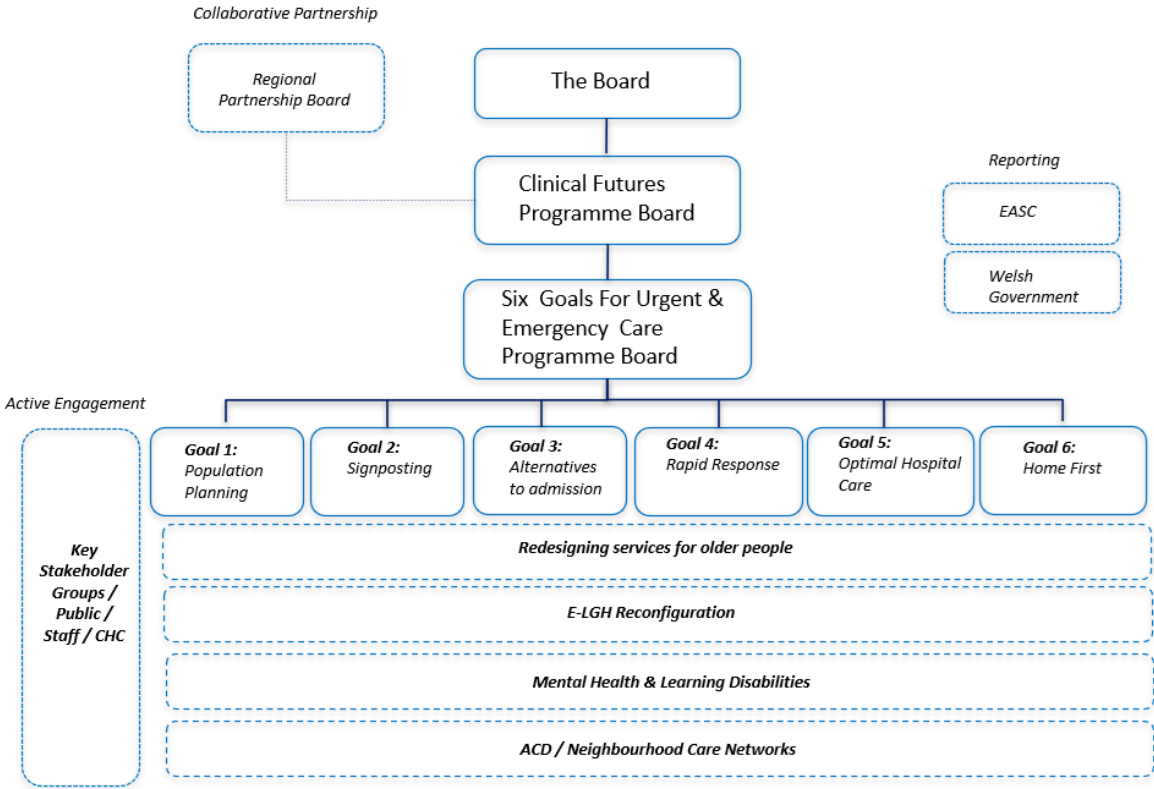 Collaborative Partnership
Regional
Partnership Board
The Board
Clinical Futures
Programme Board
Reporting
EASC
Welsh
Government
Six Goals For Urgent &
Emergency Care
Programme Board
Active Engagement
Key
Stakeholder
Groups /
Public /
Staff / CHC
Goal 1:
Population
Planning
Goal 2:
Signposting
Goal 3:
Alternatives
to admission
Goal 4:
Rapid Response
Goal 5:
Optimal Hospital
Care
Goal 6:
Home First
Redesigning services for older people
E-LGH Reconfiguration
Mental Health & Learning Disabilities
ACD / Neighbourhood Care Networks